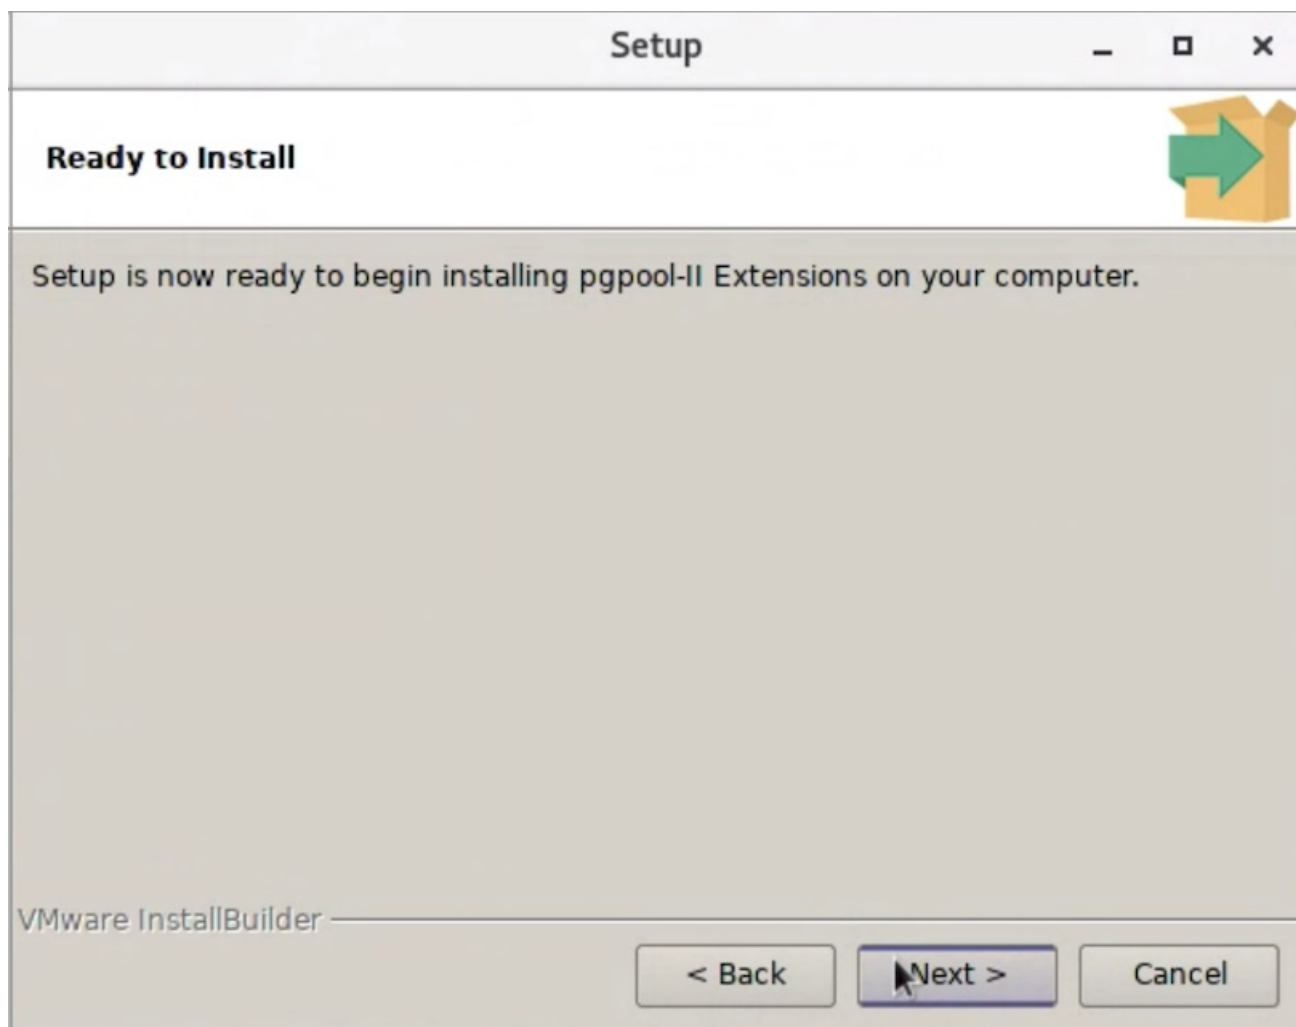 Setup
Ready to Install
Setup is now ready to begin installing pgpool-II Extensions on your computer.
VMware InstallBuilder
< Back
Next >
Cancel